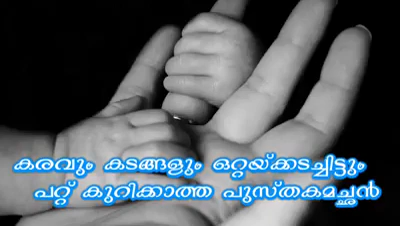 കരവും കടങ്ങളും ഒറ്റയ്ക്കടച്ചിട്ടും
പറ്റ് കുറിക്കാത്ത പുസ്തകമച്ഛൻ